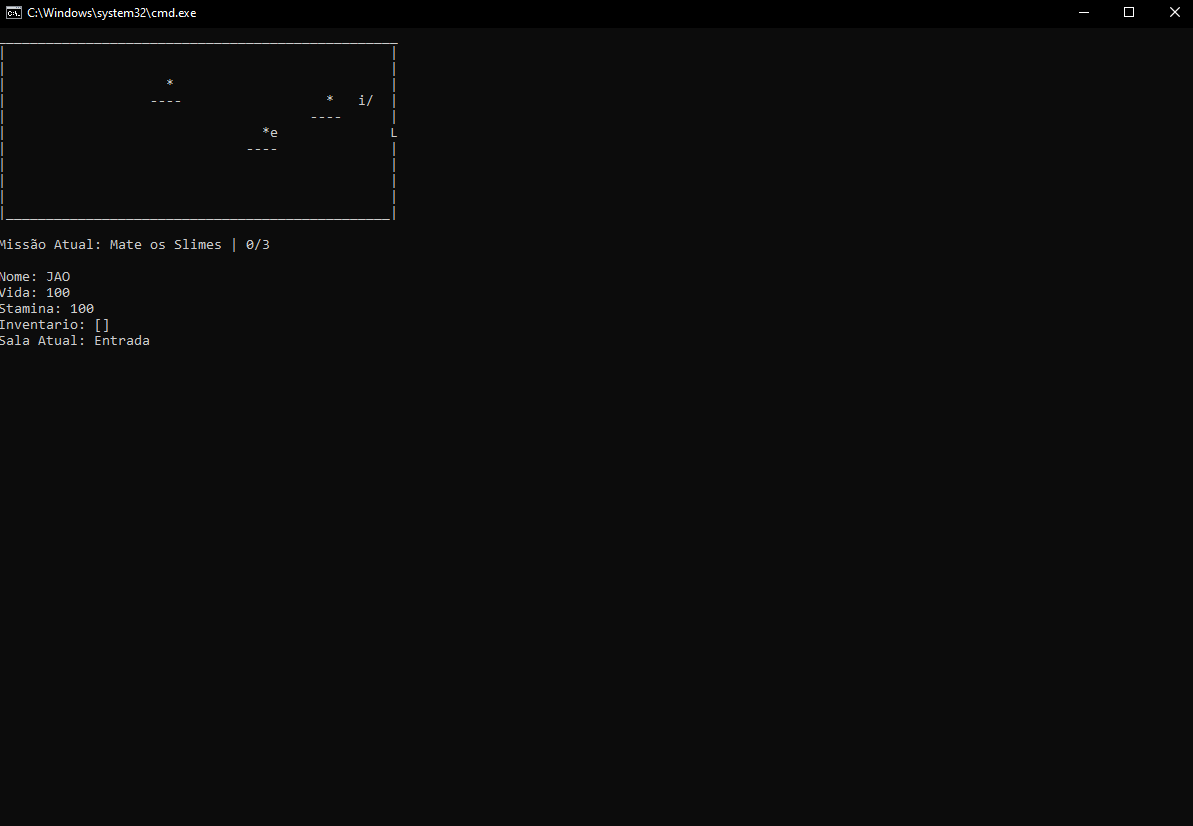 C:\Windows\system32\cmd.exe
*
---- * i/
----
*e L
----
Missão Atual: Mate os Slimes | 0/3
Nome: JAO
Vida: 100
Stamina: 100
Inventario: []
Sala Atual: Entrada